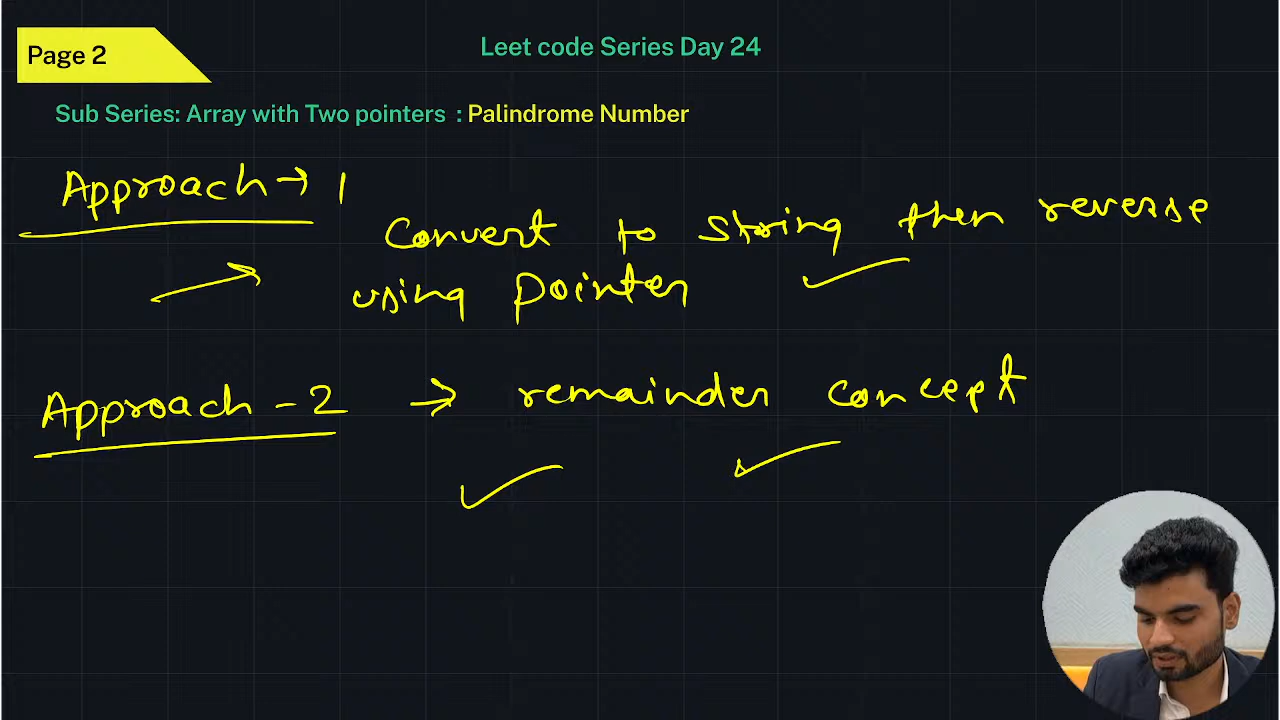 Page 2
Leet code Series Day 24
Sub Series: Array with Two pointers : Palindrome Number
Approach → 1
Convert to string then reverse
using pointer
Approach - 2 → remainder concept